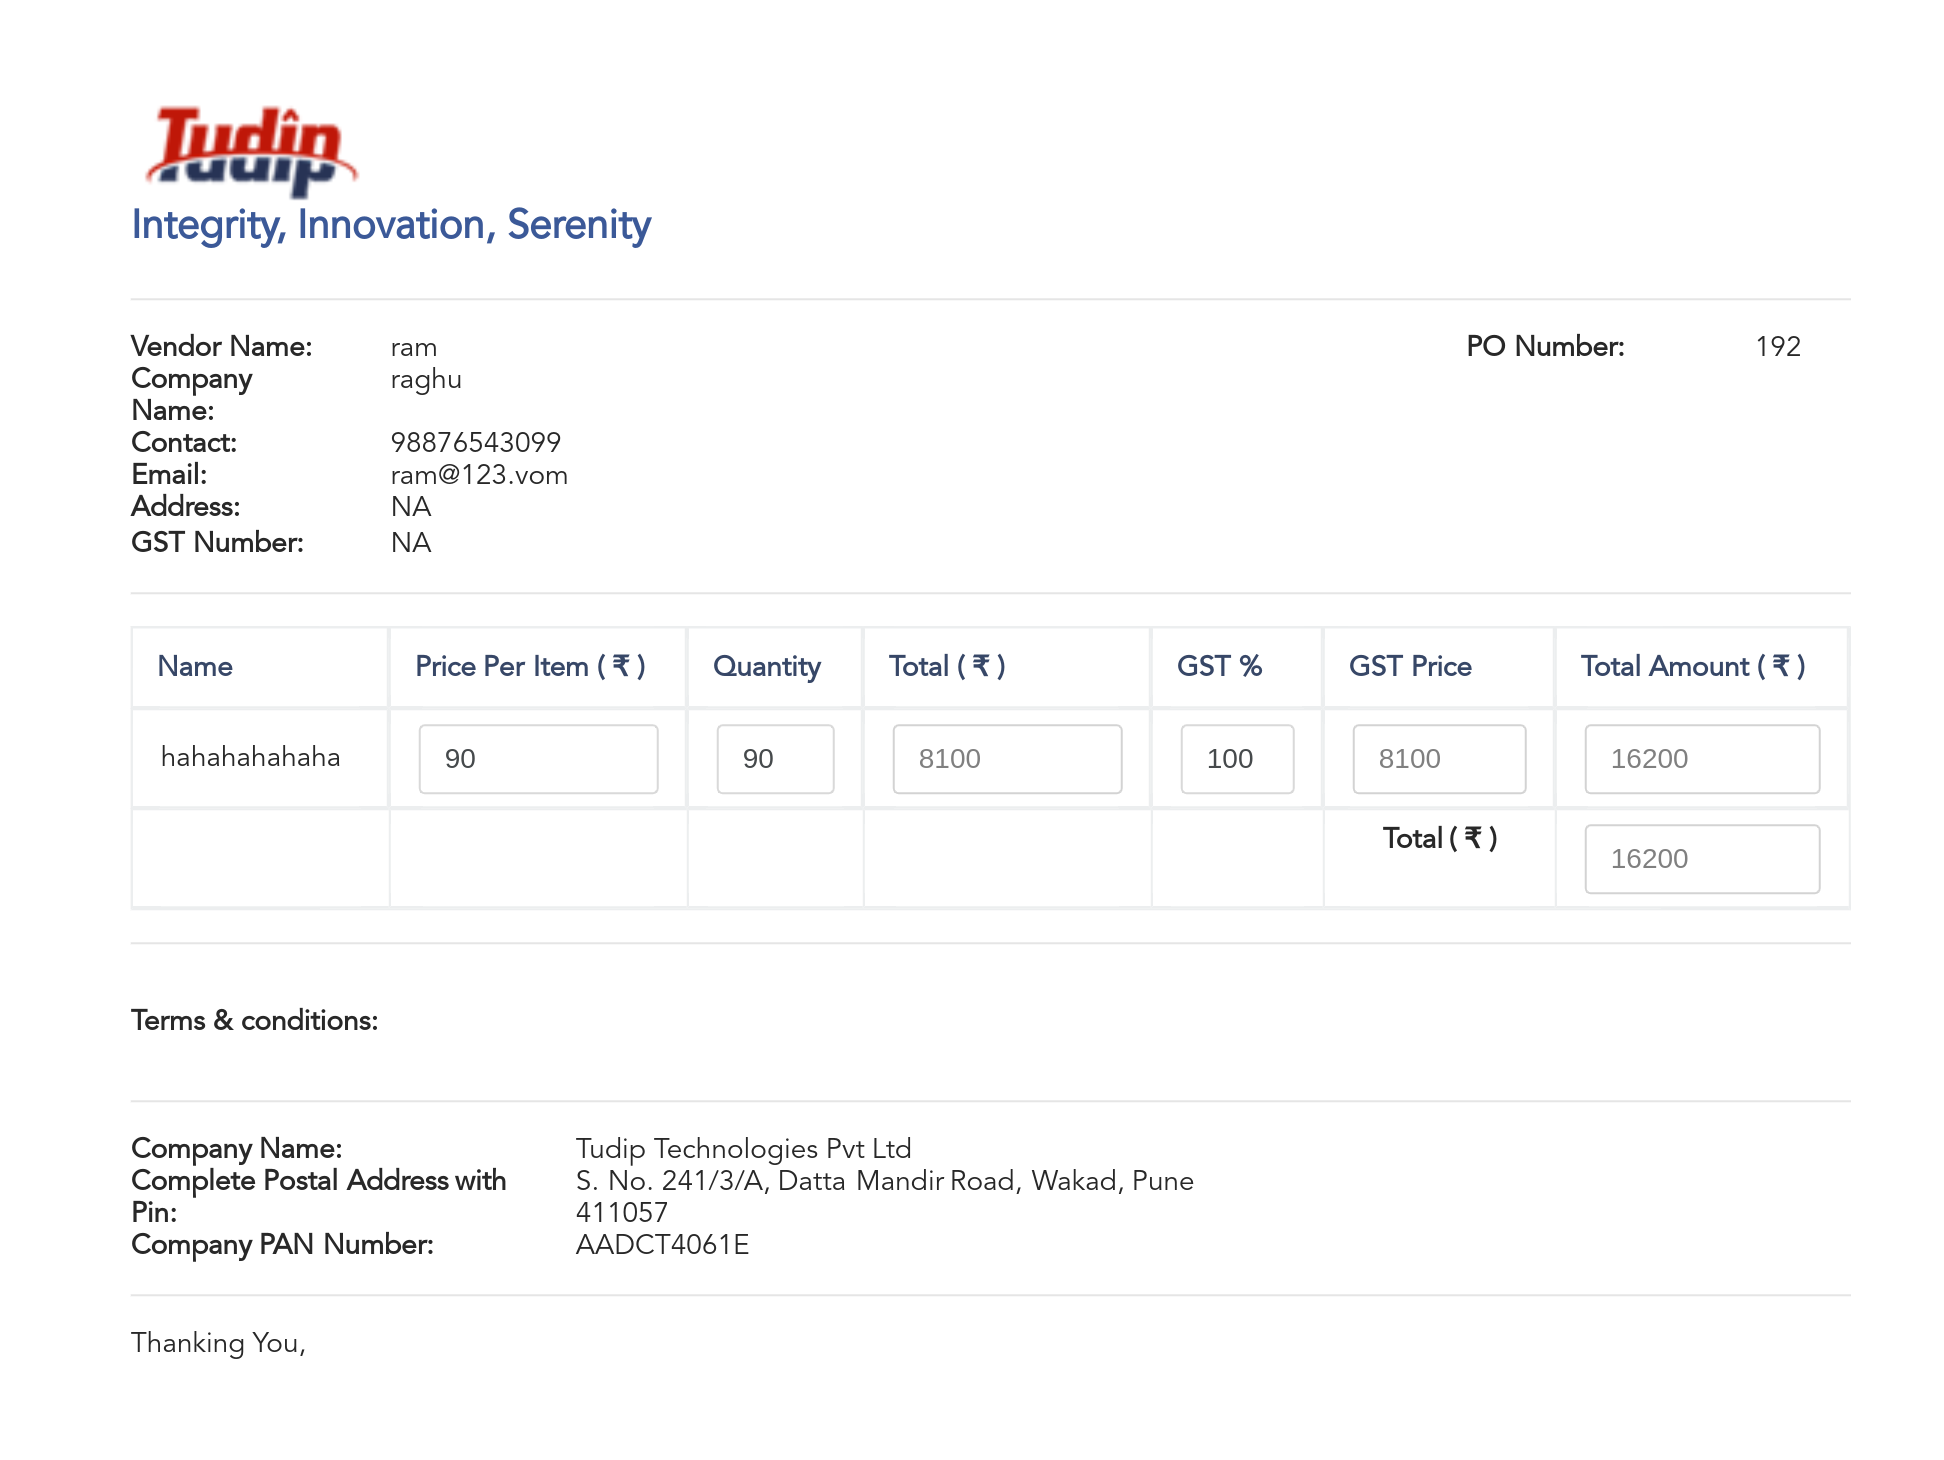 Tudip
Integrity, Innovation, Serenity
Vendor Name: ram PO Number: 192
Company raghu
Name:
Contact: 98876543099
Email: ram@123.vom
Address: NA
GST Number: NA
Name Price Per Item ( ₹ ) Quantity Total ( ₹ ) GST % GST Price Total Amount ( ₹ )
hahahahahaha 90 90 8100 100 8100 16200
Total ( ₹ ) 16200
Terms & conditions:
Company Name: Tudip Technologies Pvt Ltd
Complete Postal Address with S. No. 241/3/A, Datta Mandir Road, Wakad, Pune
Pin: 411057
Company PAN Number: AADCT4061E
Thanking You,